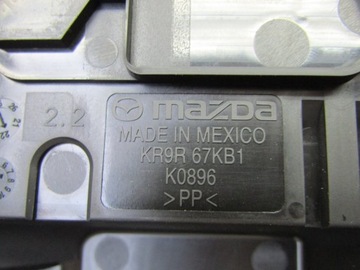 mazda
MADE IN MEXICO
KR9R 67KB1
K0896
>PP<
2.2